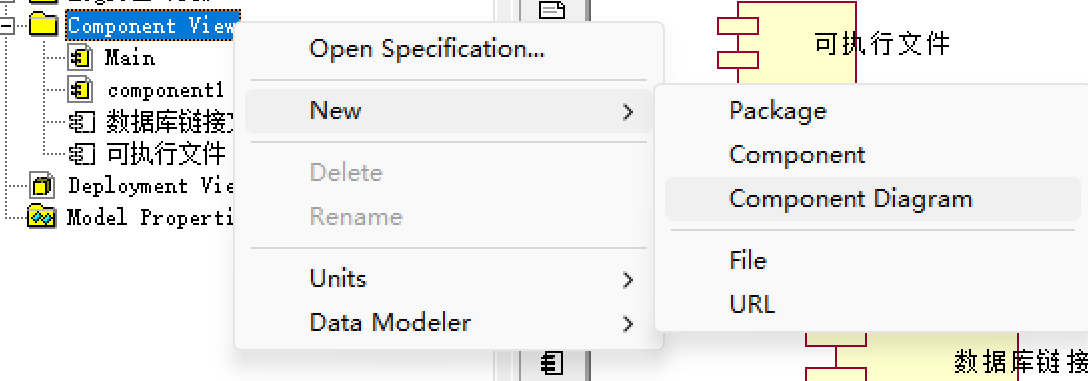 Component View
Main
component1
数据库链接
可执行文件
Deployment Vie
Model Properti
Open Specification...
New
Delete
Rename
Units
Data Modeler
Package
Component
Component Diagram
File
URL
可执行文件
数据库链接